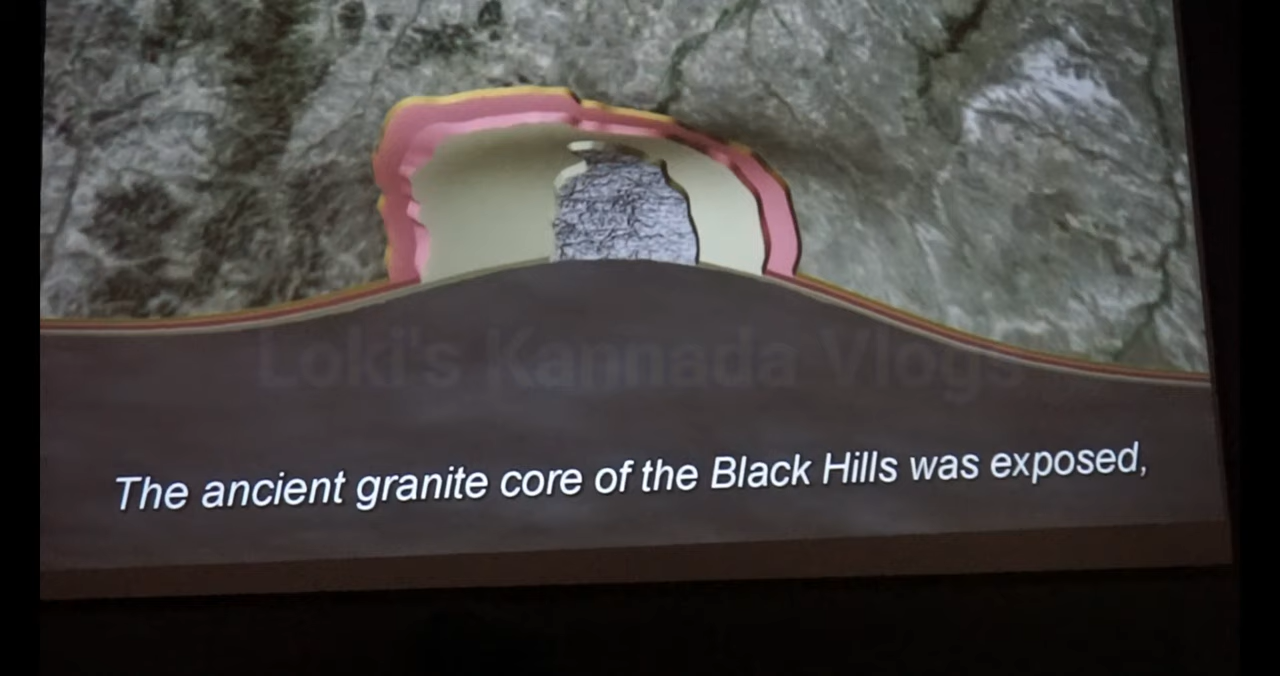 Loki's Kannada Vlogs
The ancient granite core of the Black Hills was exposed,